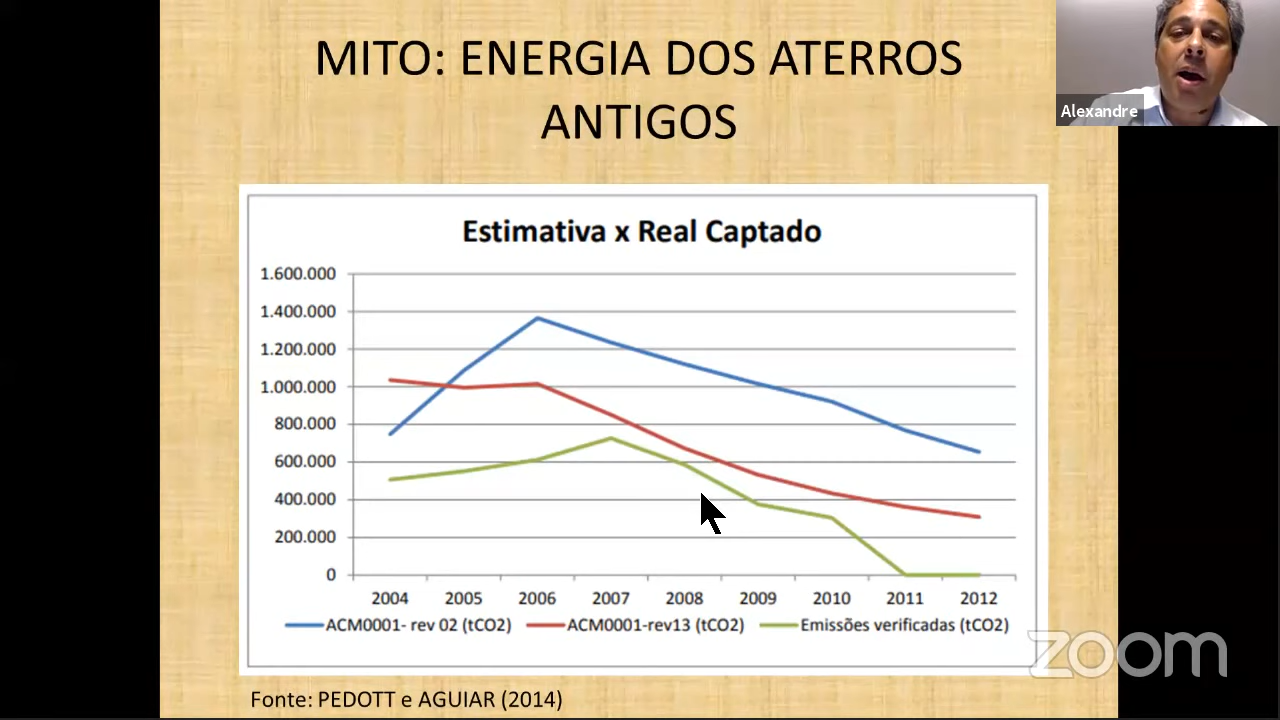 MITO: ENERGIA DOS ATERROS
ANTIGOS
Alexandre
Estimativa x Real Captado
1.600.000
1.400.000
1.200.000
1.000.000
800.000
600.000
400.000
200.000
0
2004 2005 2006 2007 2008 2009 2010 2011 2012
ACM0001- rev 02 (tCO2) ACM0001-rev13 (tCO2) Emissões verificadas (tCO2)
zoom
Fonte: PEDOTT e AGUIAR (2014)